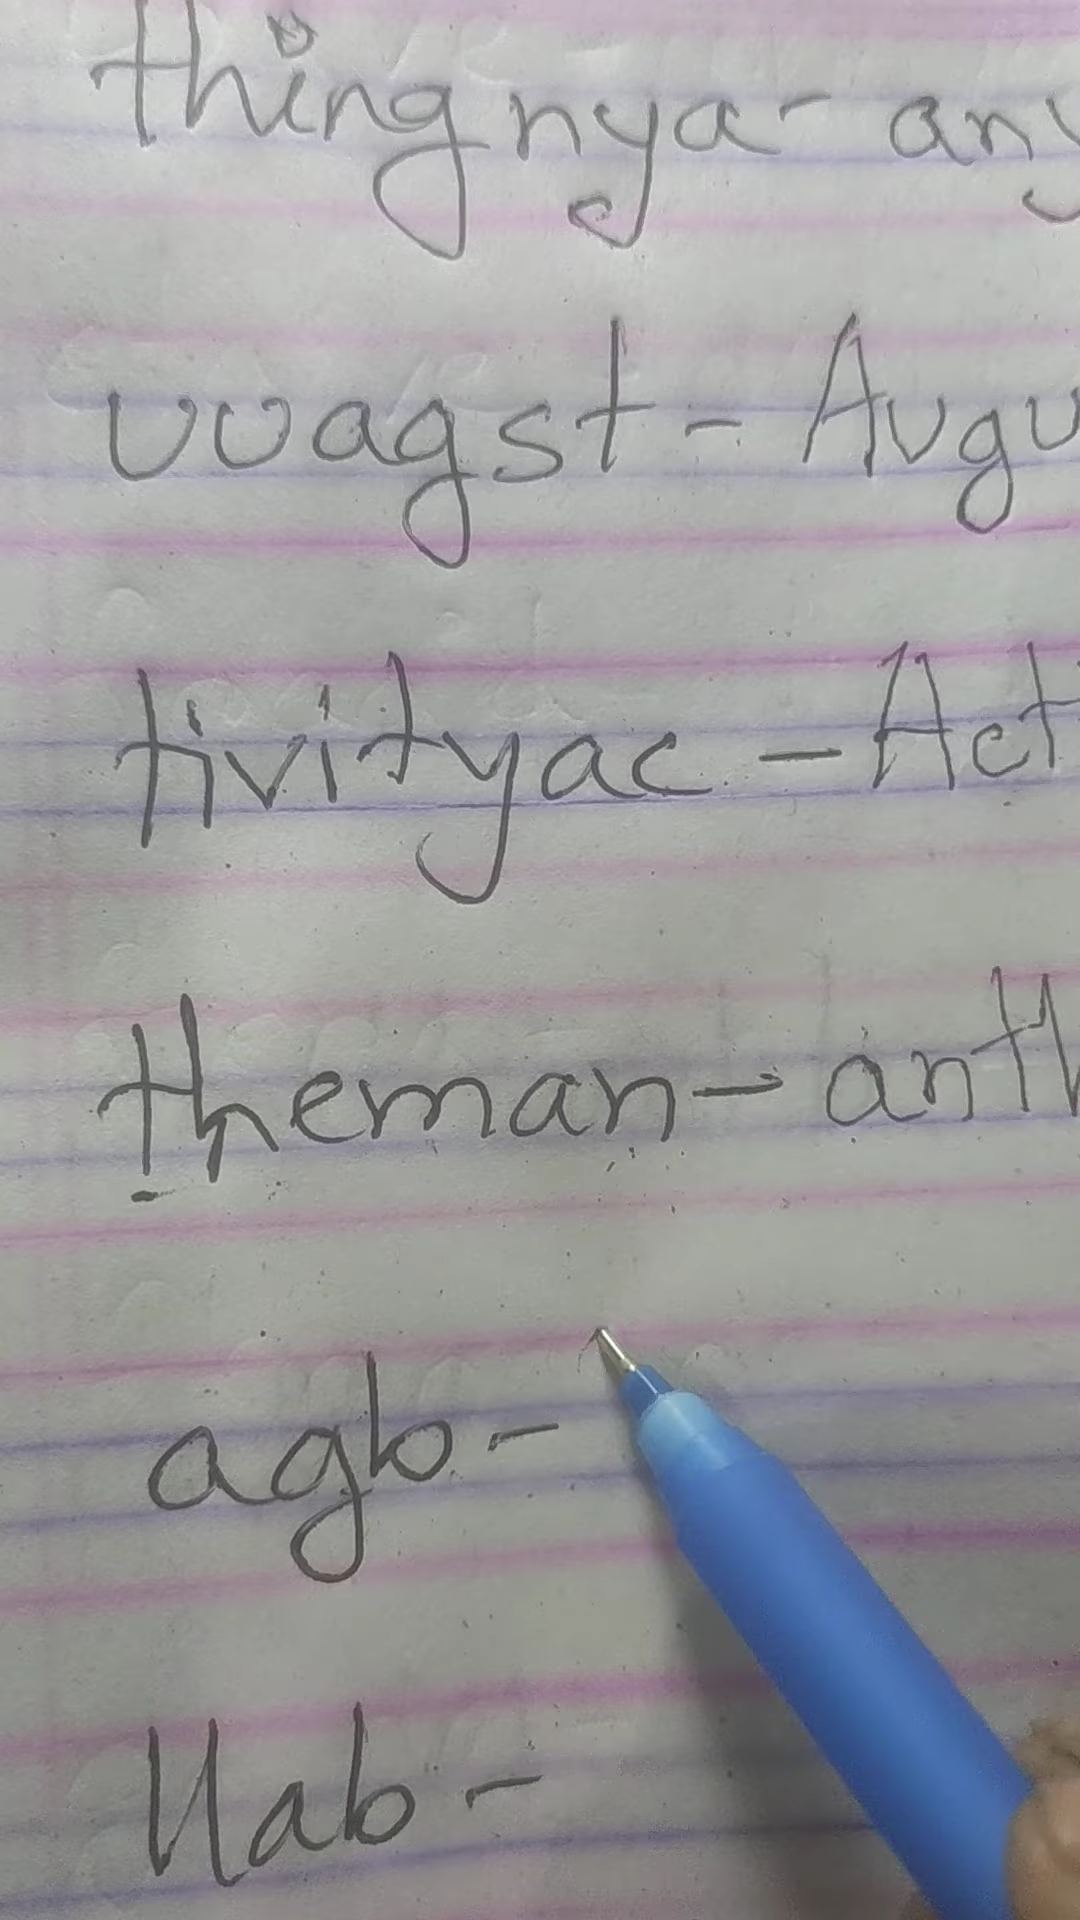 thingnya - any
uuagst - Augu
tivityac - Act
theman - anth
agb -
llab -